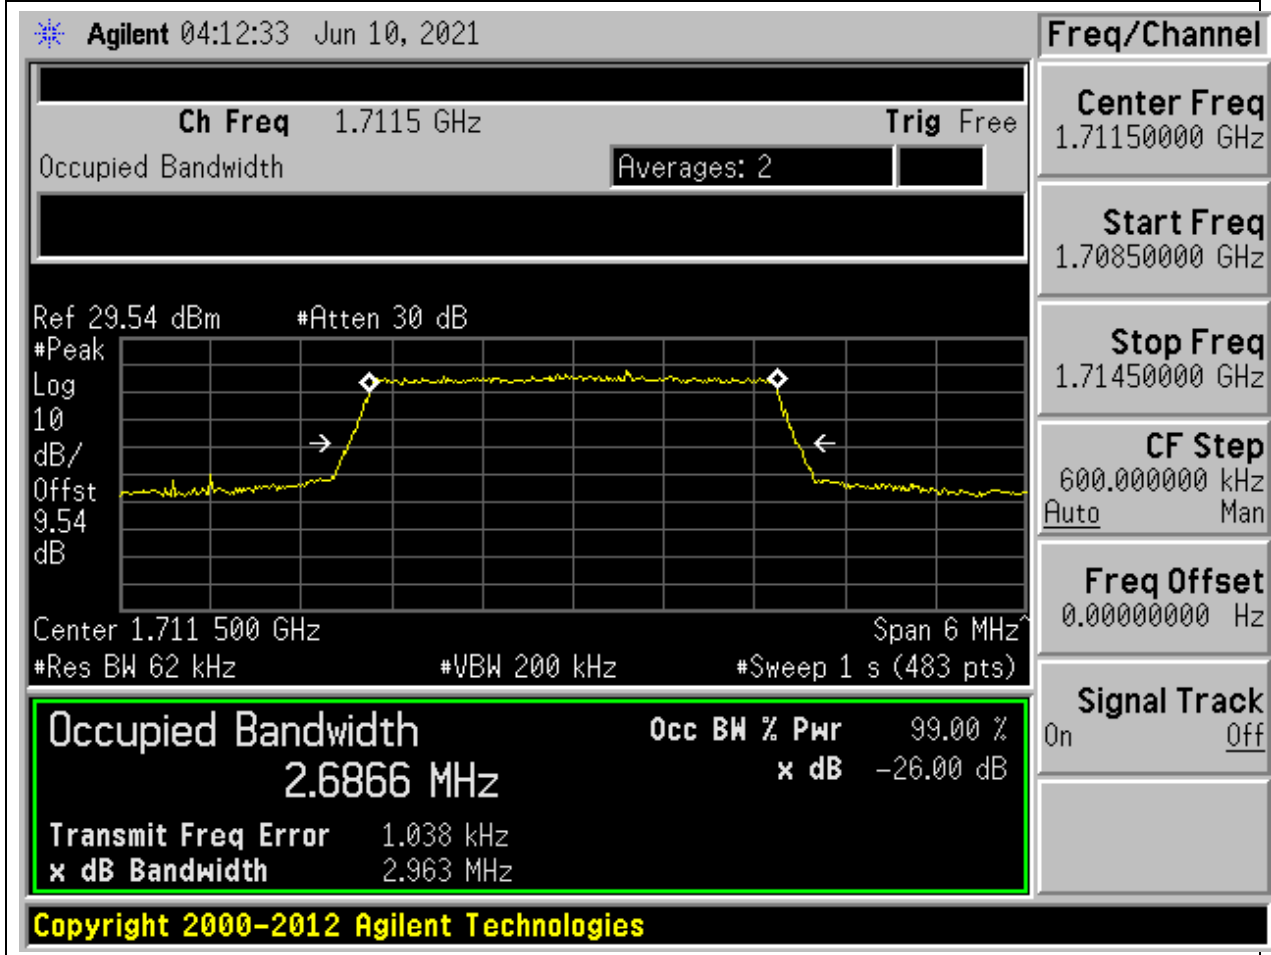 Agilent 04:12:33 Jun 10, 2021
Freq/Channel
Ch Freq 1.7115 GHz Trig Free
Occupied Bandwidth Averages: 2
Ref 29.54 dBm #Atten 30 dB
#Peak
Log
10
dB/
Offst
9.54
dB
Center 1.711 500 GHz Span 6 MHz^
#Res BW 62 kHz #VBW 200 kHz #Sweep 1 s (483 pts)
Occupied Bandwidth Occ BW % Pwr 99.00 %
2.6866 MHz x dB -26.00 dB
Transmit Freq Error 1.038 kHz
x dB Bandwidth 2.963 MHz
Center Freq
1.71150000 GHz
Start Freq
1.70850000 GHz
Stop Freq
1.71450000 GHz
CF Step
600.000000 kHz
Auto Man
Freq Offset
0.00000000 Hz
Signal Track
On Off
Copyright 2000-2012 Agilent Technologies